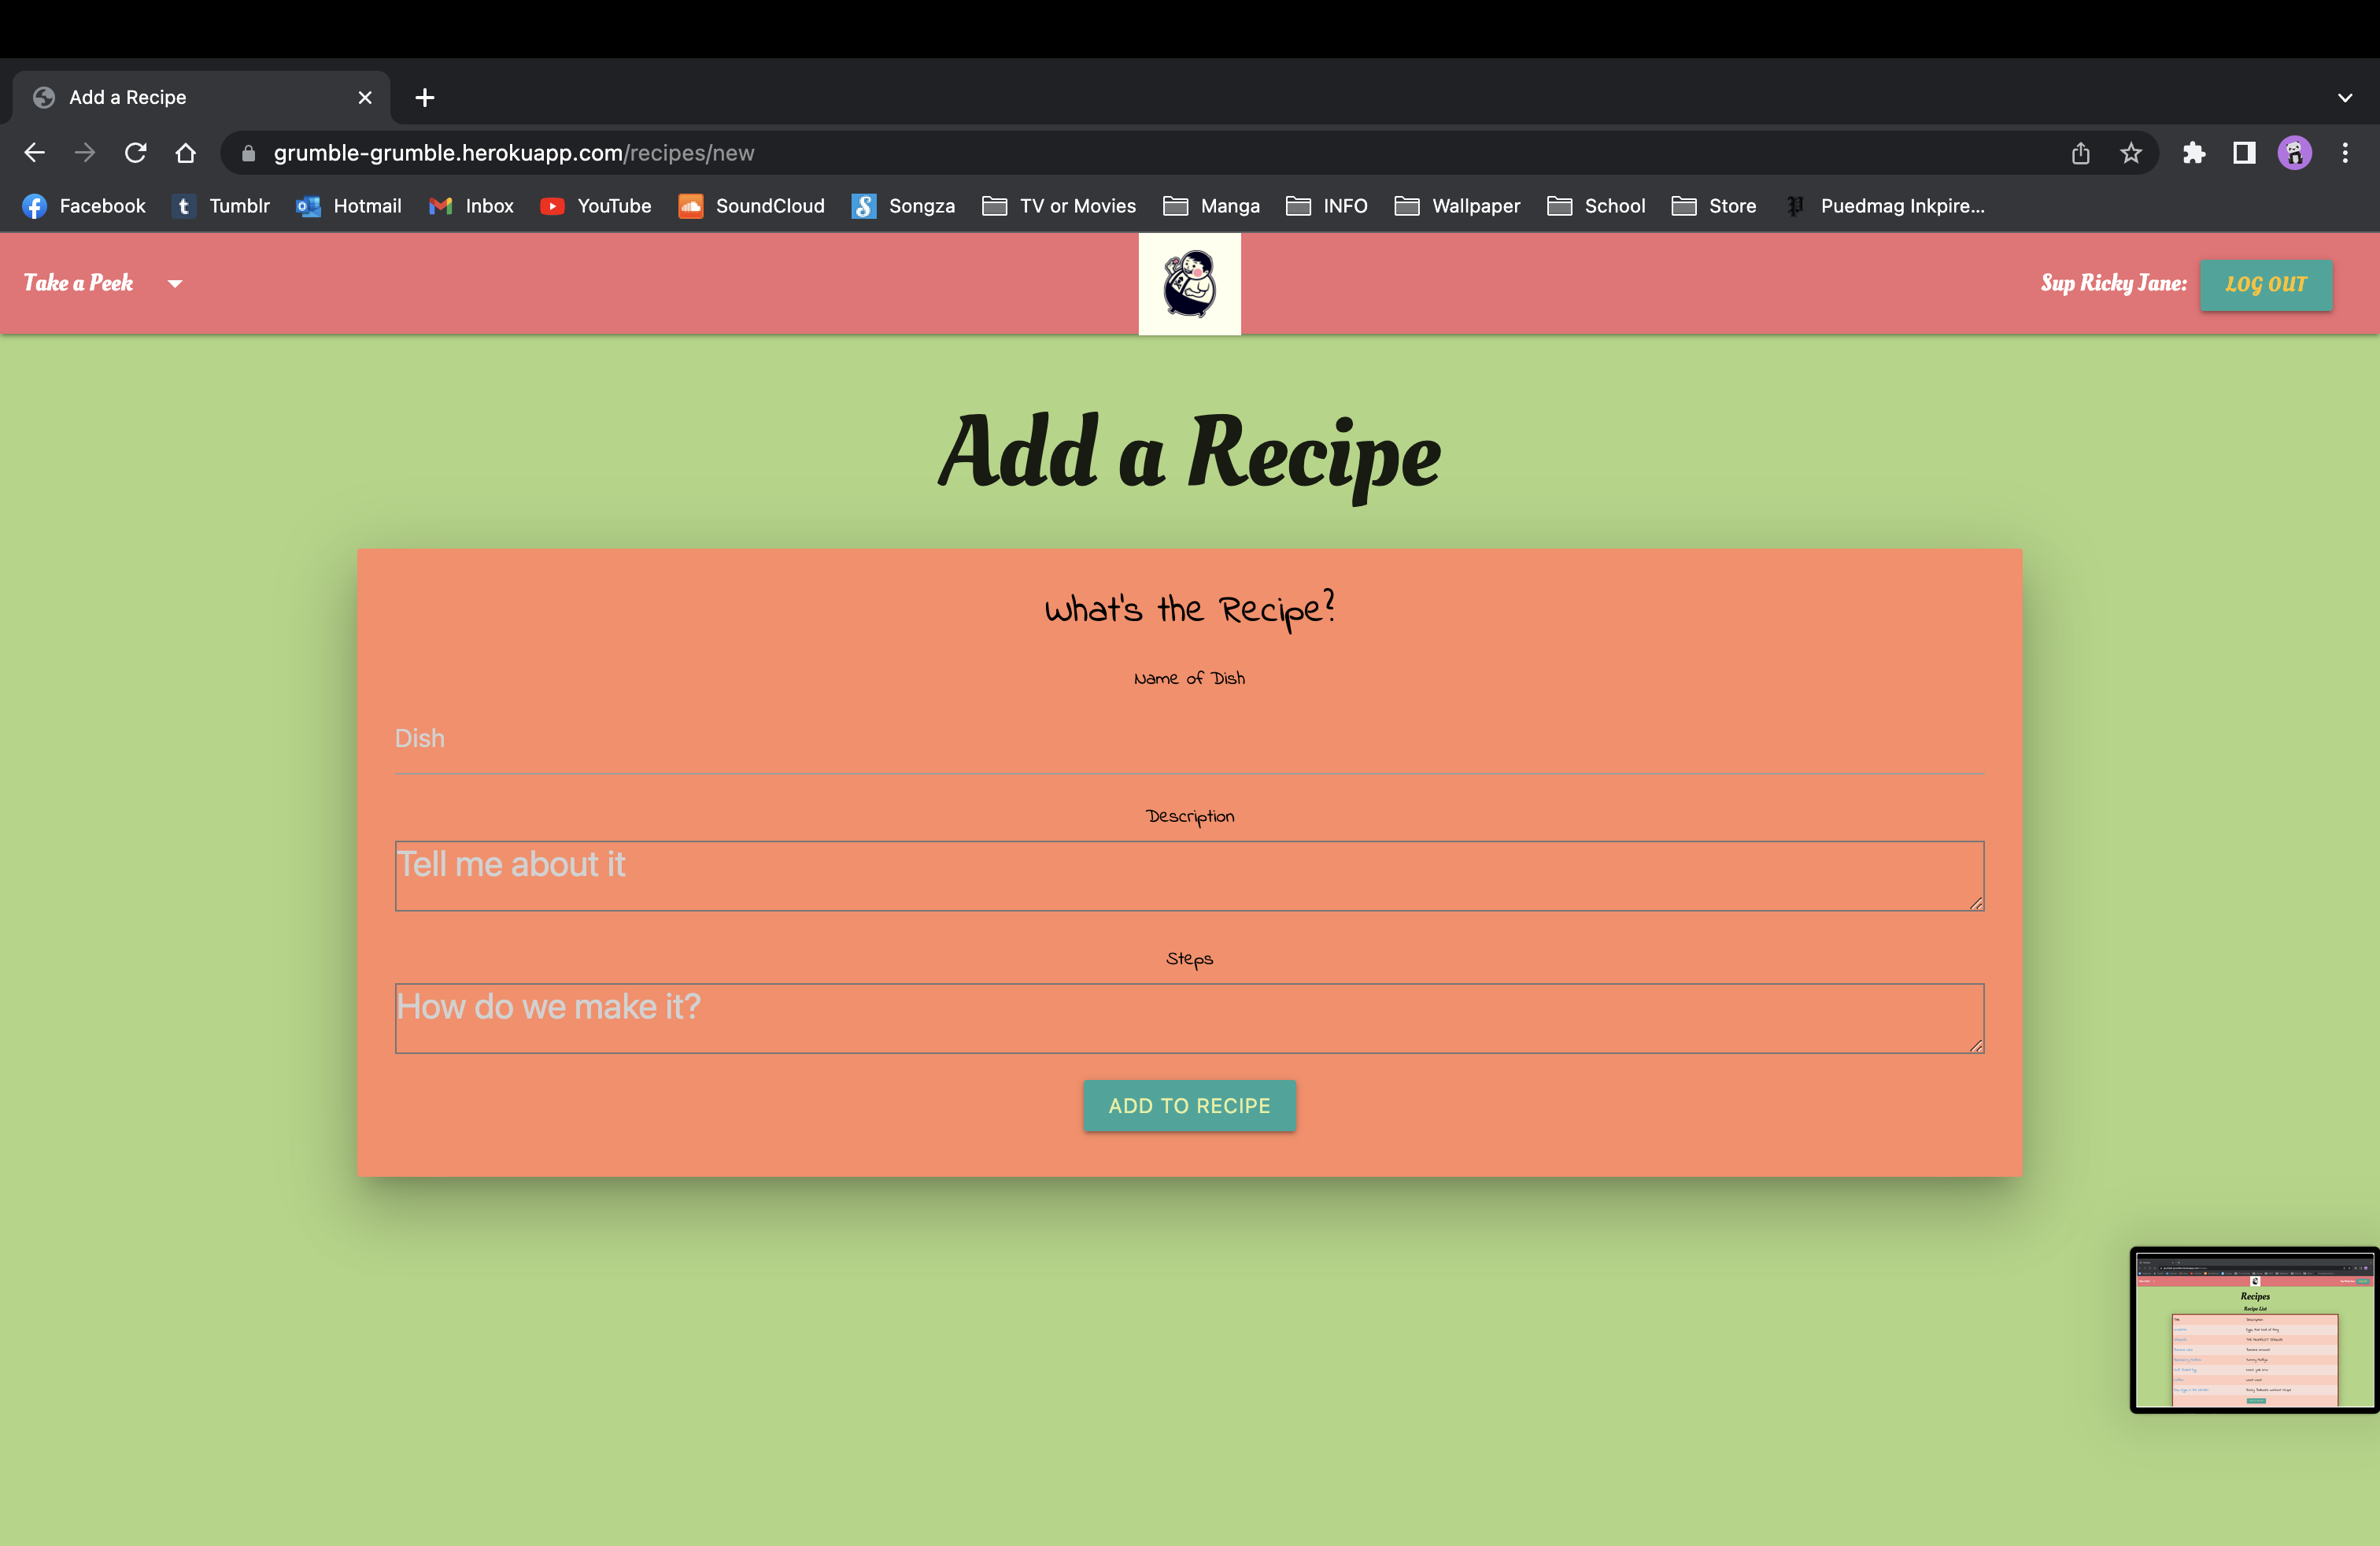 Add a Recipe
grumble-grumble.herokuapp.com/recipes/new
Facebook Tumblr Hotmail Inbox YouTube SoundCloud Songza TV or Movies Manga INFO Wallpaper School Store Puedmag Inkpire...
Take a Peek Sup Ricky Jane: LOG OUT
Add a Recipe
What's the Recipe?
Name of Dish
Dish
Description
Tell me about it
Steps
How do we make it?
ADD TO RECIPE
Recipes
Recipe List